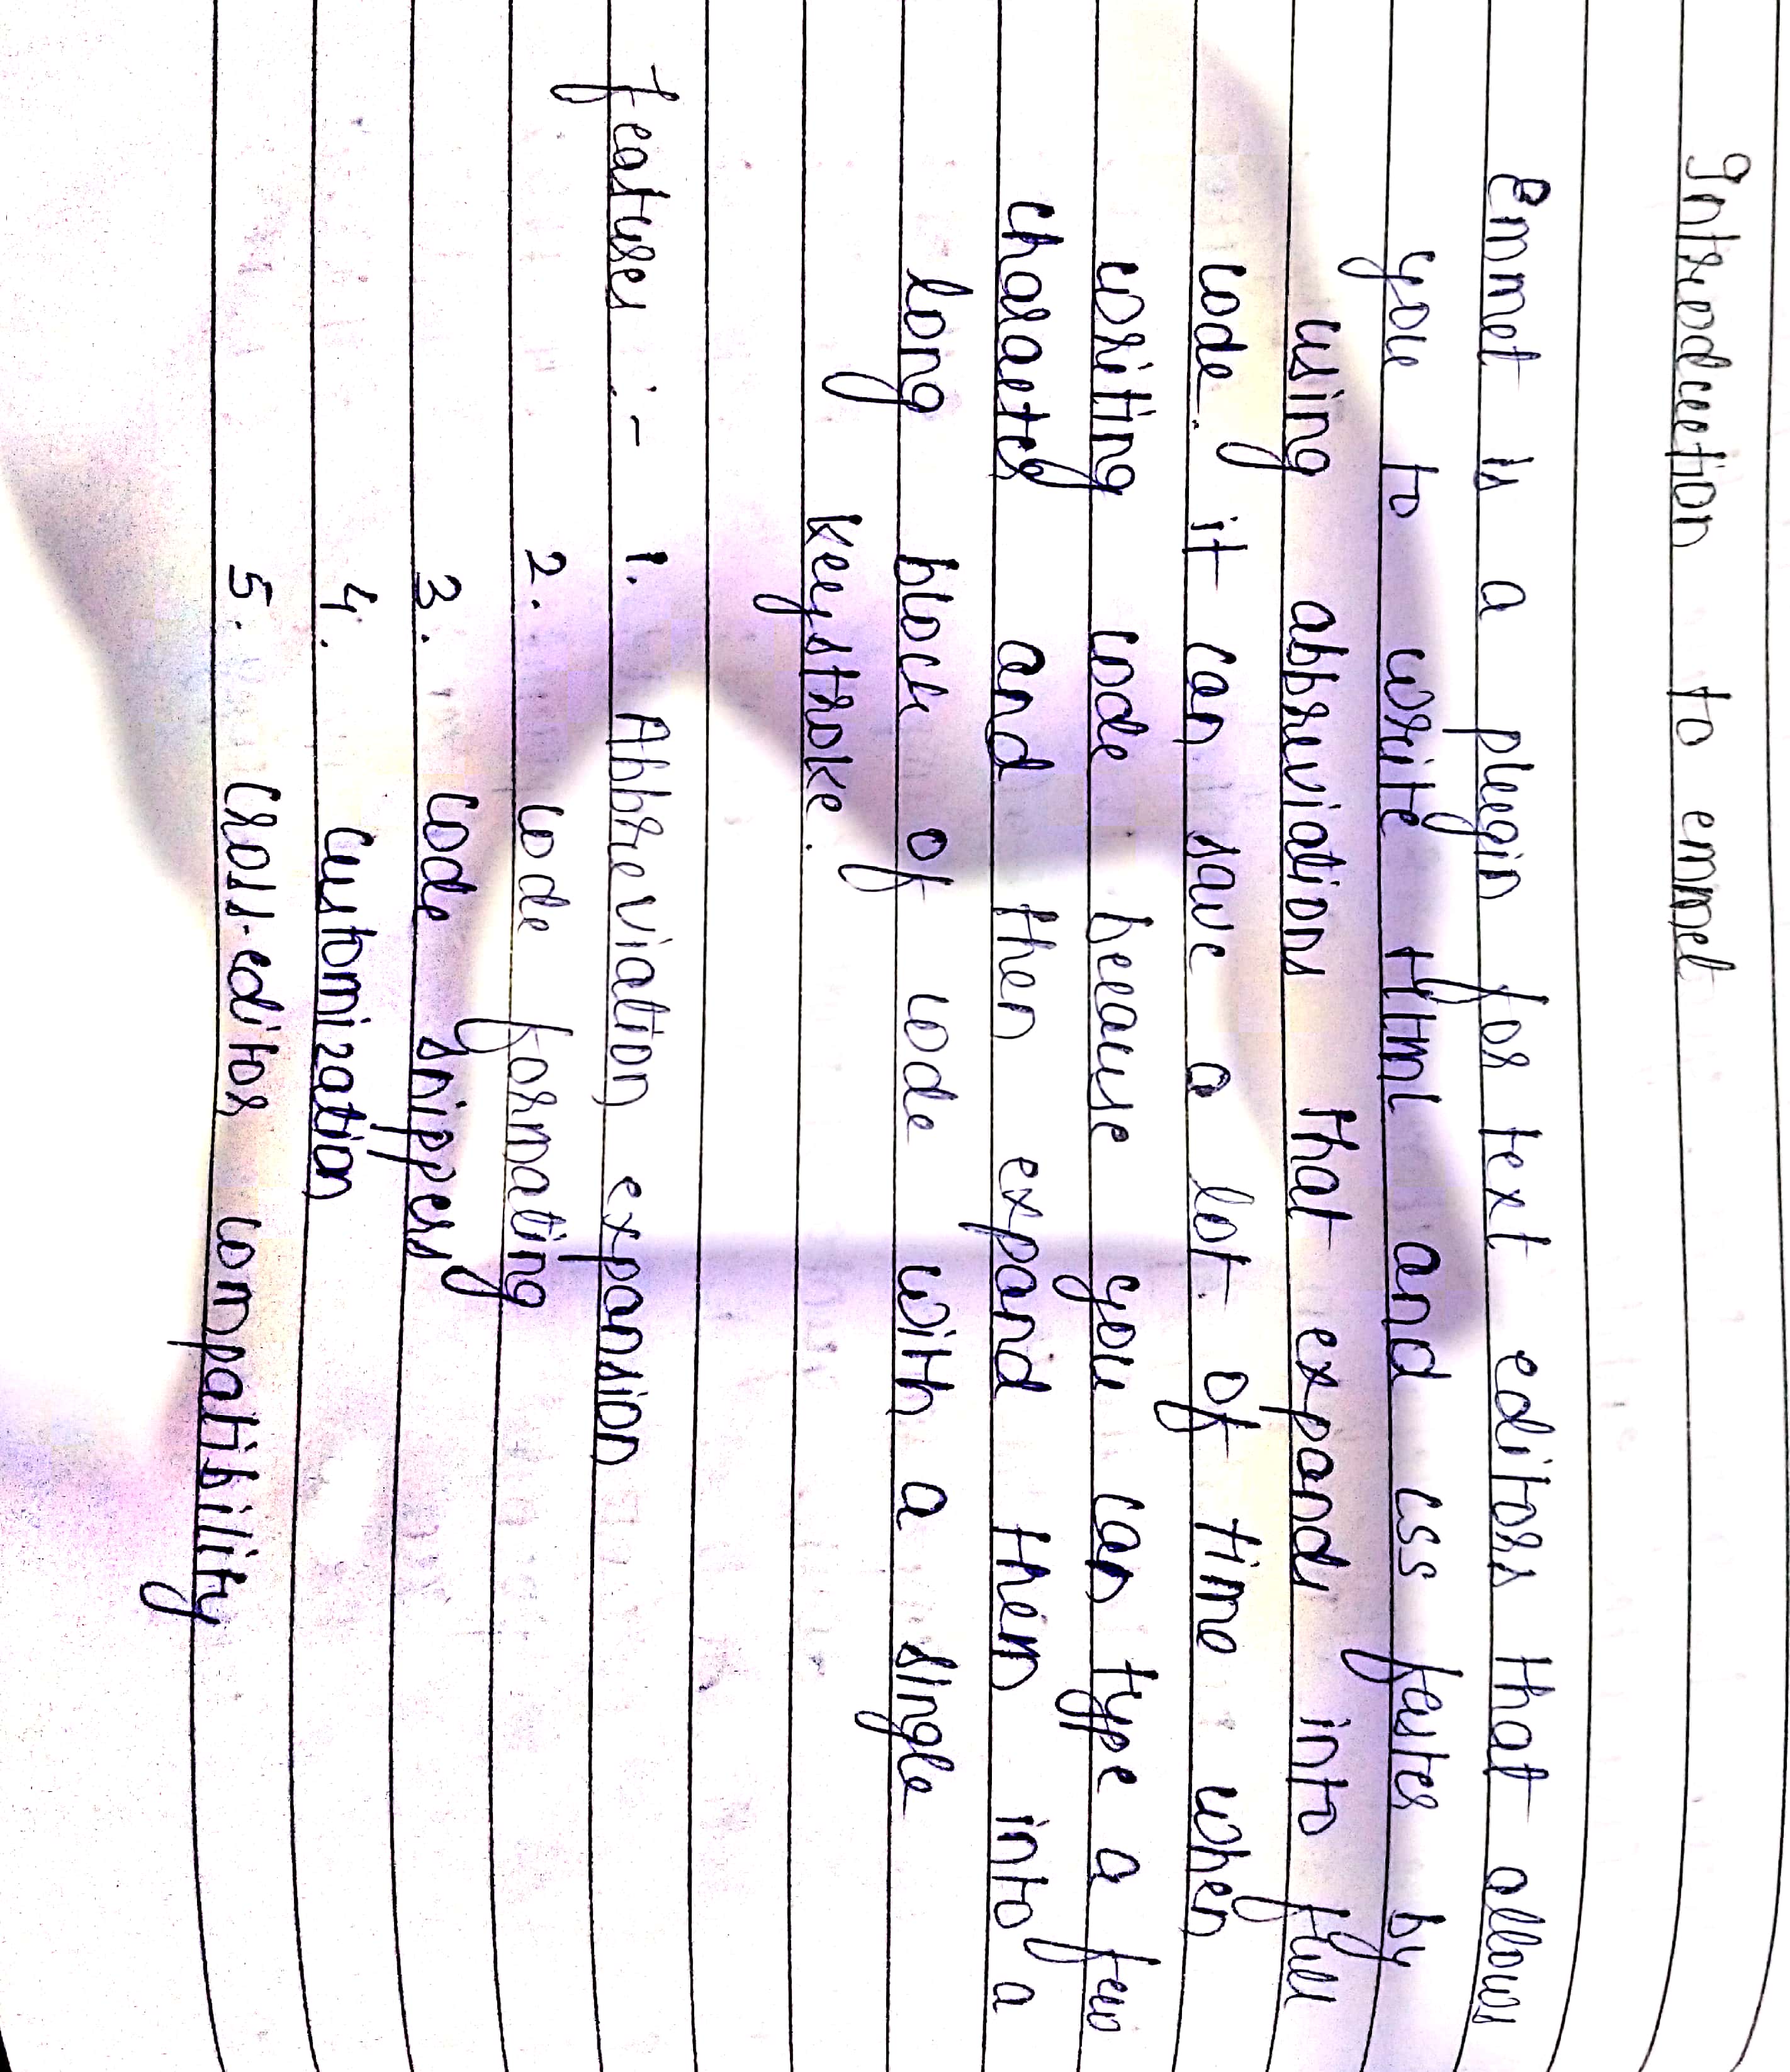 Introduction to emmet
Emmet is a plugin for text editors that allows
you to write Html and css faster by
using abbreviations that expands into full
code. it can save a lot of time when
writing code because you can type a few
character and then expand them into a
long block of code with a single
keystroke.
features :- 1. Abbreviation expansion
2. code formating
3. code snippers
4. Customization
5. Cross-editor compatibility